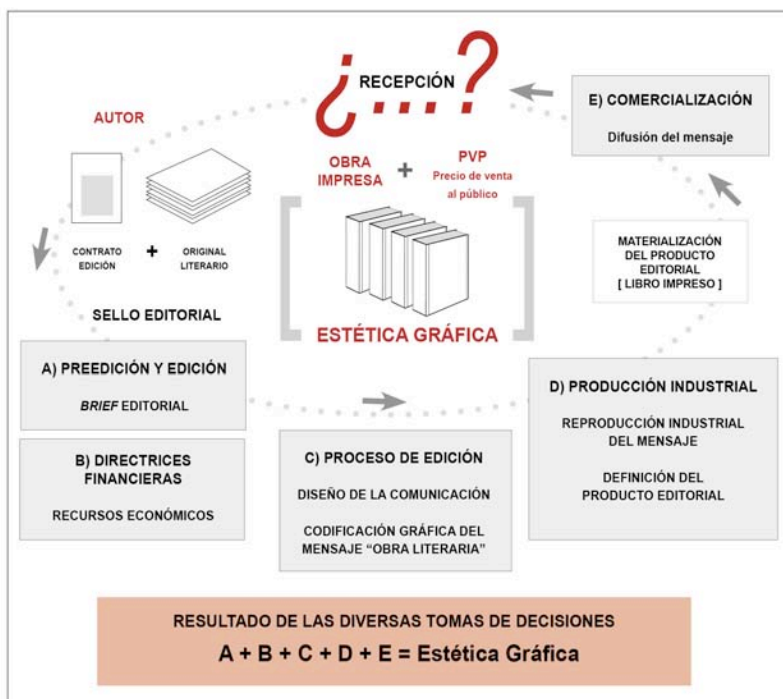 ¿...?
RECEPCIÓN
AUTOR
CONTRATO
EDICIÓN
+
ORIGINAL
LITERARIO
OBRA
IMPRESA
+
PVP
Precio de venta
al público
ESTÉTICA GRÁFICA
E) COMERCIALIZACIÓN
Difusión del mensaje
MATERIALIZACIÓN
DEL PRODUCTO
EDITORIAL
[ LIBRO IMPRESO ]
SELLO EDITORIAL
A) PREEDICIÓN Y EDICIÓN
BRIEF EDITORIAL
B) DIRECTRICES
FINANCIERAS
RECURSOS ECONÓMICOS
C) PROCESO DE EDICIÓN
DISEÑO DE LA COMUNICACIÓN
CODIFICACIÓN GRÁFICA DEL
MENSAJE “OBRA LITERARIA”
D) PRODUCCIÓN INDUSTRIAL
REPRODUCCIÓN INDUSTRIAL
DEL MENSAJE
DEFINICIÓN DEL
PRODUCTO EDITORIAL
RESULTADO DE LAS DIVERSAS TOMAS DE DECISIONES
A + B + C + D + E = Estética Gráfica